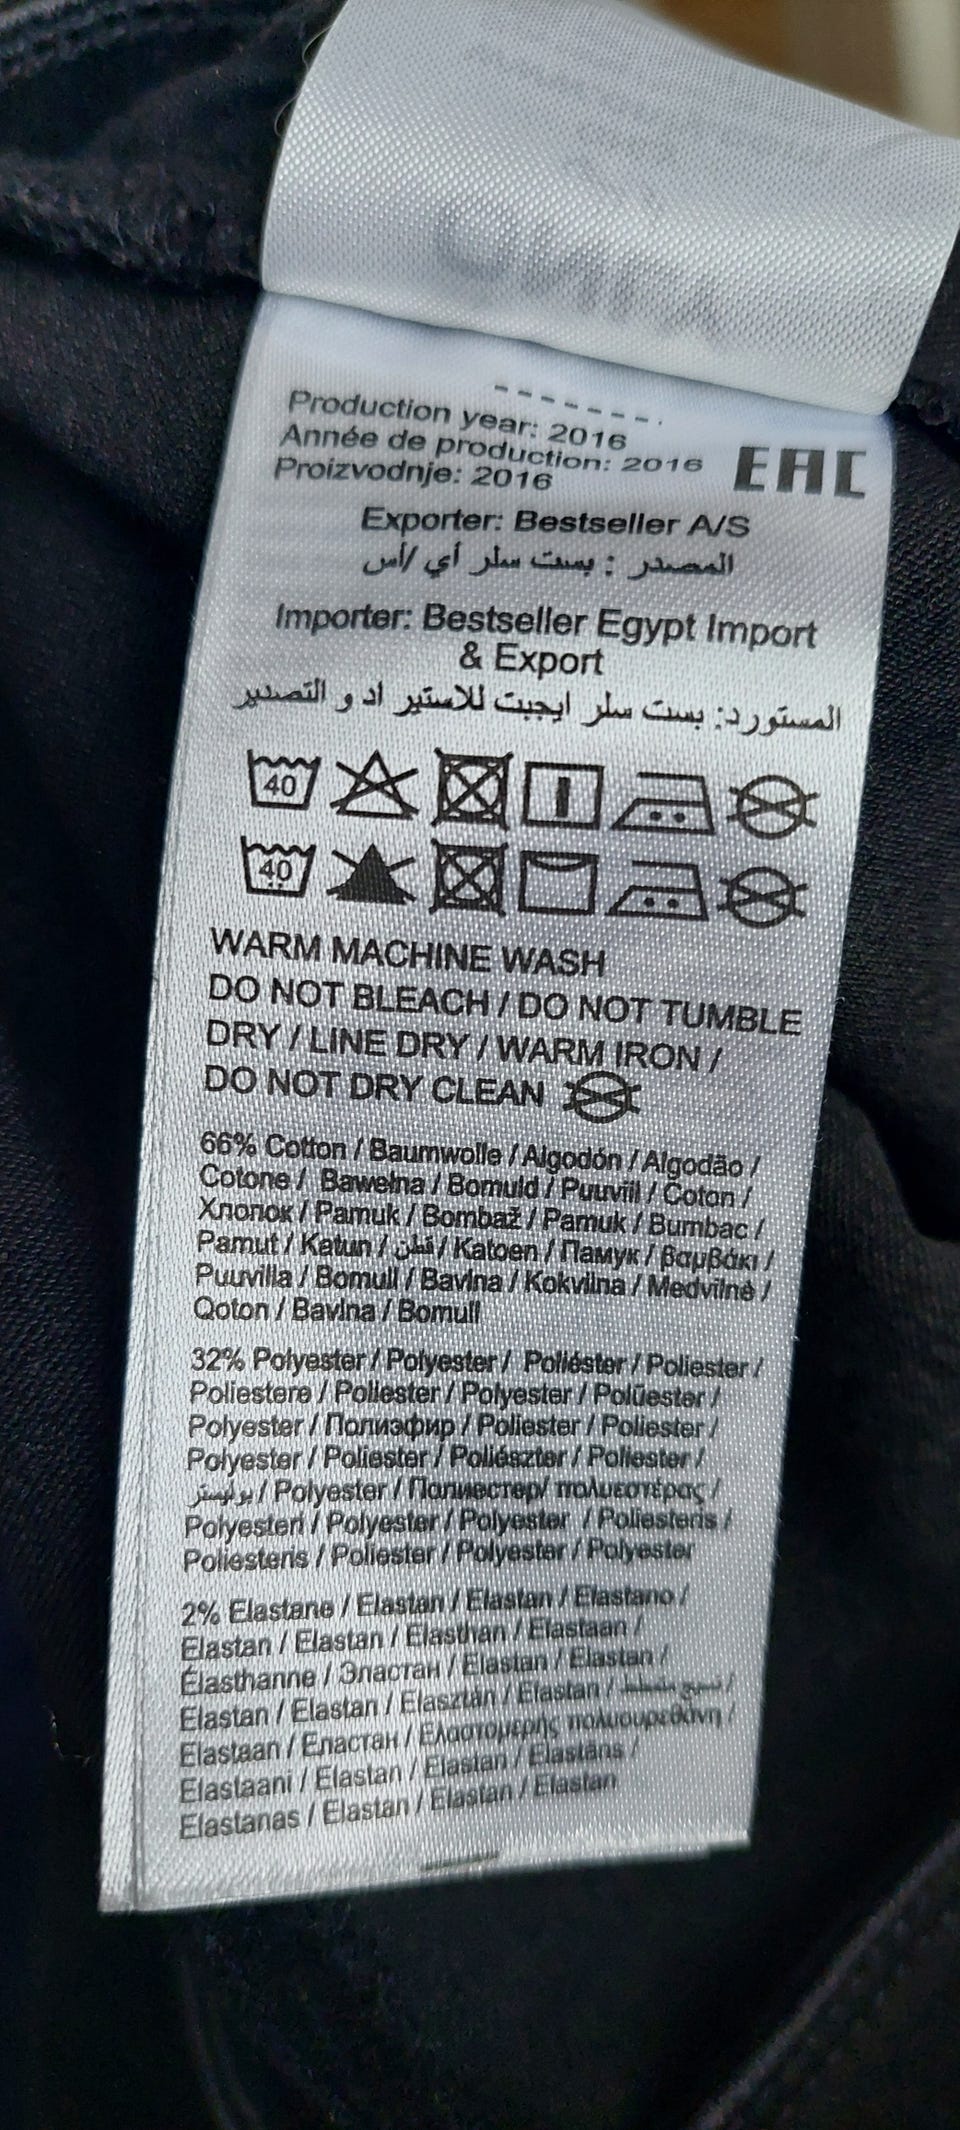 Production year: 2016
Année de production: 2016
Proizvodnje: 2016
EAC
Exporter: Bestseller A/S
المصدر : بست سلر أي /أس
Importer: Bestseller Egypt Import
& Export
المستورد: بست سلر ايجبت للاستير اد و التصدير
40
40
WARM MACHINE WASH
DO NOT BLEACH / DO NOT TUMBLE
DRY / LINE DRY / WARM IRON /
DO NOT DRY CLEAN
66% Cotton / Baumwolle / Algodón / Algodão /
Cotone / Bawełna / Bomuld / Puuvill / Coton /
Хлопок / Pamuk / Bombaž / Pamuk / Bumbac /
Pamut / Katun / قطن / Katoen / Памук / βαμβάκι /
Puuvilla / Bomull / Bavlna / Kokvilna / Medvilnė /
Qoton / Bavlna / Bomull
32% Polyester / Polyester / Poliéster / Poliester /
Poliestere / Poliester / Polyester / Polüester /
Polyester / Полиэфир / Poliester / Poliester /
Polyester / Poliester / Poliészter / Poliester /
بوليستر / Polyester / Полиестер/ πολυεστέρας /
Polyesteri / Polyester / Polyester / Poliesteris /
Poliesteris / Poliester / Polyester / Polyester
2% Elastane / Elastan / Elastan / Elastano /
Elastan / Elastan / Elasthan / Elastaan /
Élasthanne / Эластан / Elastan / Elastan /
Elastan / Elastan / Elasztán / Elastan /
Elastaan / Еластан / Ελαστομερής πολυουρεθάνη /
Elastaani / Elastan / Elastan / Elastāns /
Elastanas / Elastan / Elastan / Elastan